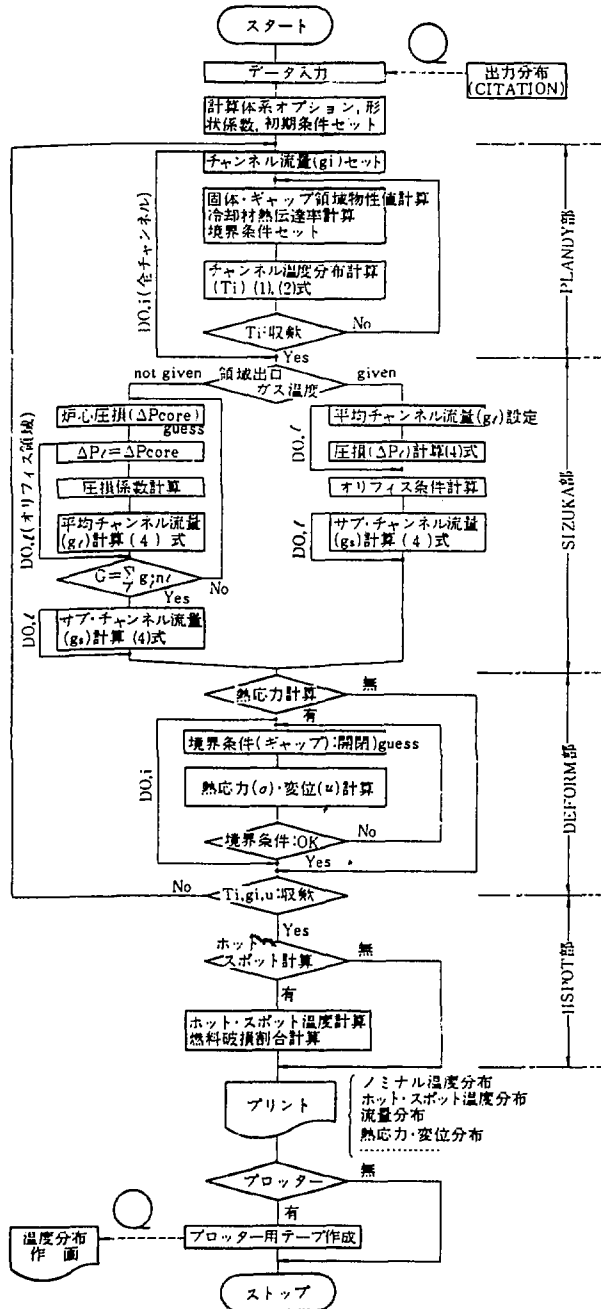 スタート
データ入力
出力分布
(CITATION)
計算体系オプション,形
状係数,初期条件セット
チャンネル流量(gi)セット
固体・ギャップ領域物性値計算
冷却材熱伝達率計算
境界条件セット
チャンネル温度分布計算
(Ti) (1),(2)式
Ti:収斂
No
Yes
DO,i(全チャンネル)
PLANDY部
not given
領域出口
ガス温度
given
炉心圧損(ΔPcore)
guess
ΔPℓ=ΔPcore
圧損係数計算
平均チャンネル流量
(gℓ)計算(4)式
G=Σgℓnℓ
ℓ
No
Yes
サブ・チャンネル流量
(gs)計算(4)式
DO,ℓ(オリフィス領域)
DO,ℓ
平均チャンネル流量(gℓ)設定
圧損(ΔPℓ)計算(4)式
DO,ℓ
オリフィス条件計算
サブ・チャンネル流量
(gs)計算(4)式
DO,ℓ
SIZUKA部
熱応力計算
無
有
境界条件(ギャップ):開閉)guess
熱応力(σ)・変位(u)計算
境界条件:OK
No
Yes
DO,i
DEFORM部
Ti,gi,u:収斂
No
Yes
ホット
スポット計算
無
有
ホット・スポット温度計算
燃料破損割合計算
HSPOT部
プリント
ノミナル温度分布
ホット・スポット温度分布
流量分布
熱応力・変位分布
…………
プロッター
無
有
プロッター用テープ作成
温度分布
作 画
ストップ